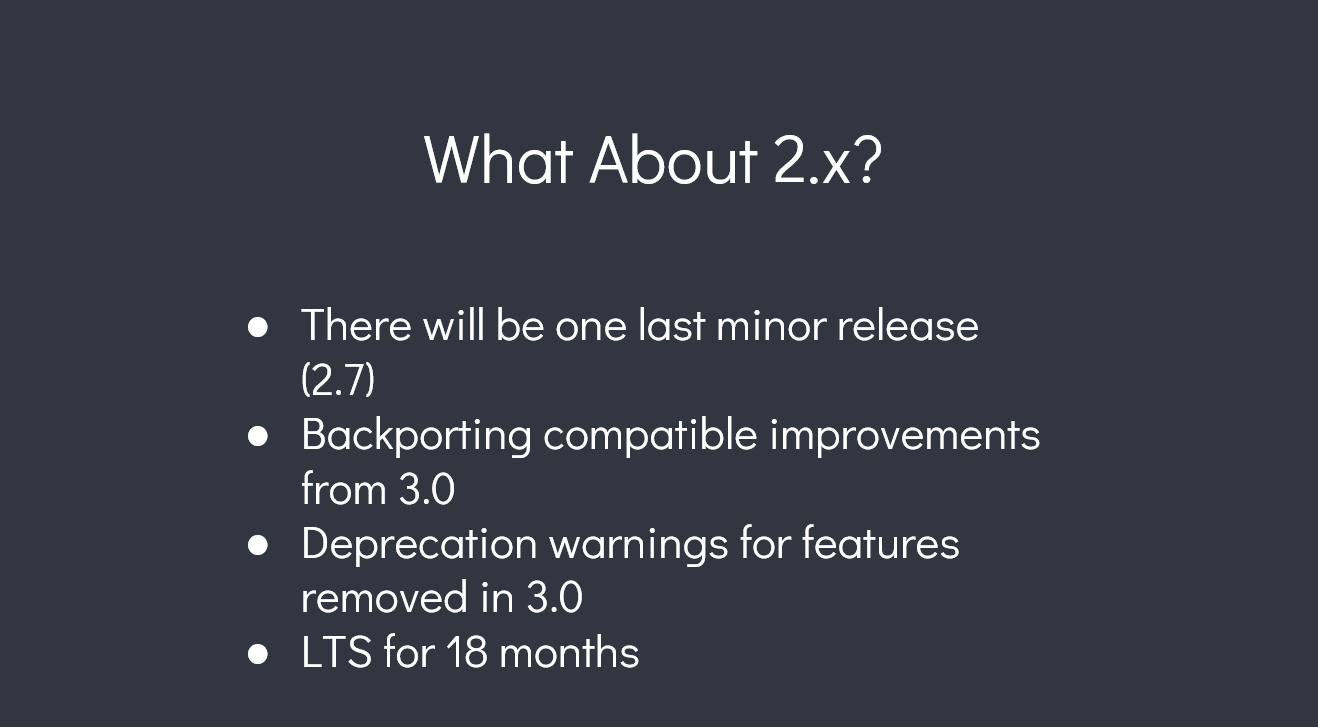 What About 2.x?
● There will be one last minor release
(2.7)
● Backporting compatible improvements
from 3.0
● Deprecation warnings for features
removed in 3.0
● LTS for 18 months